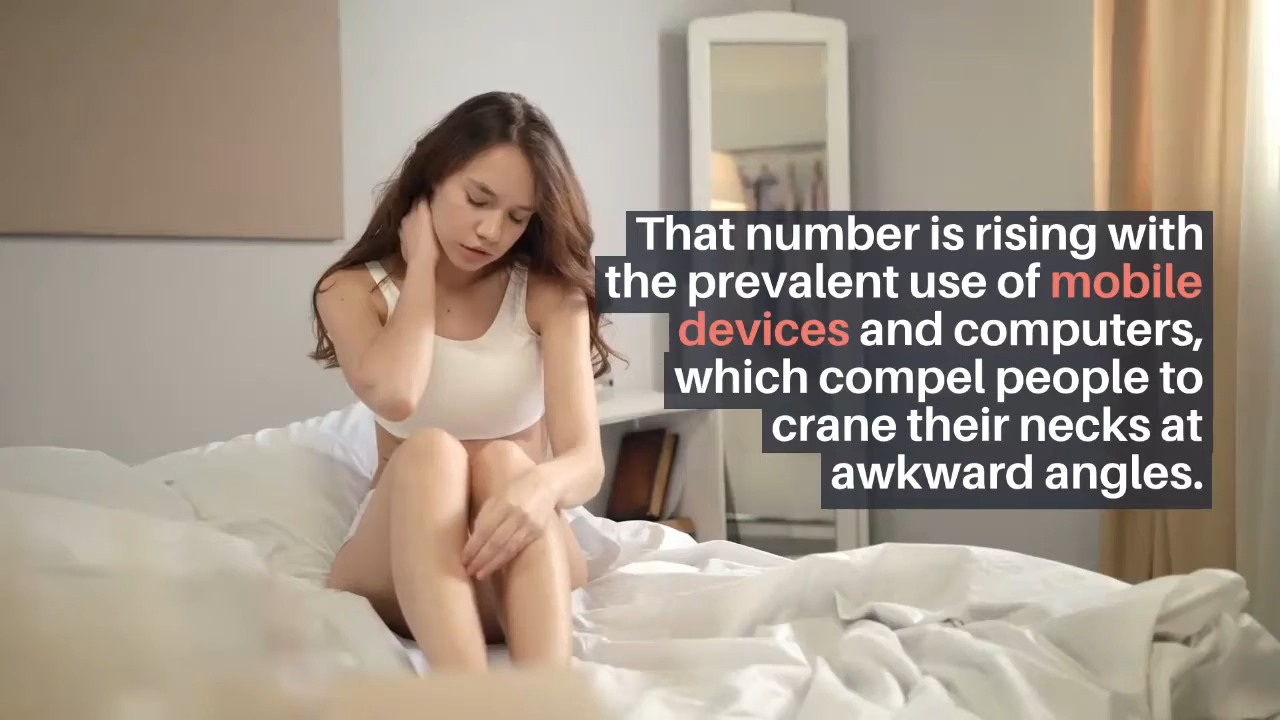 That number is rising with
the prevalent use of mobile
devices and computers,
which compel people to
crane their necks at
awkward angles.